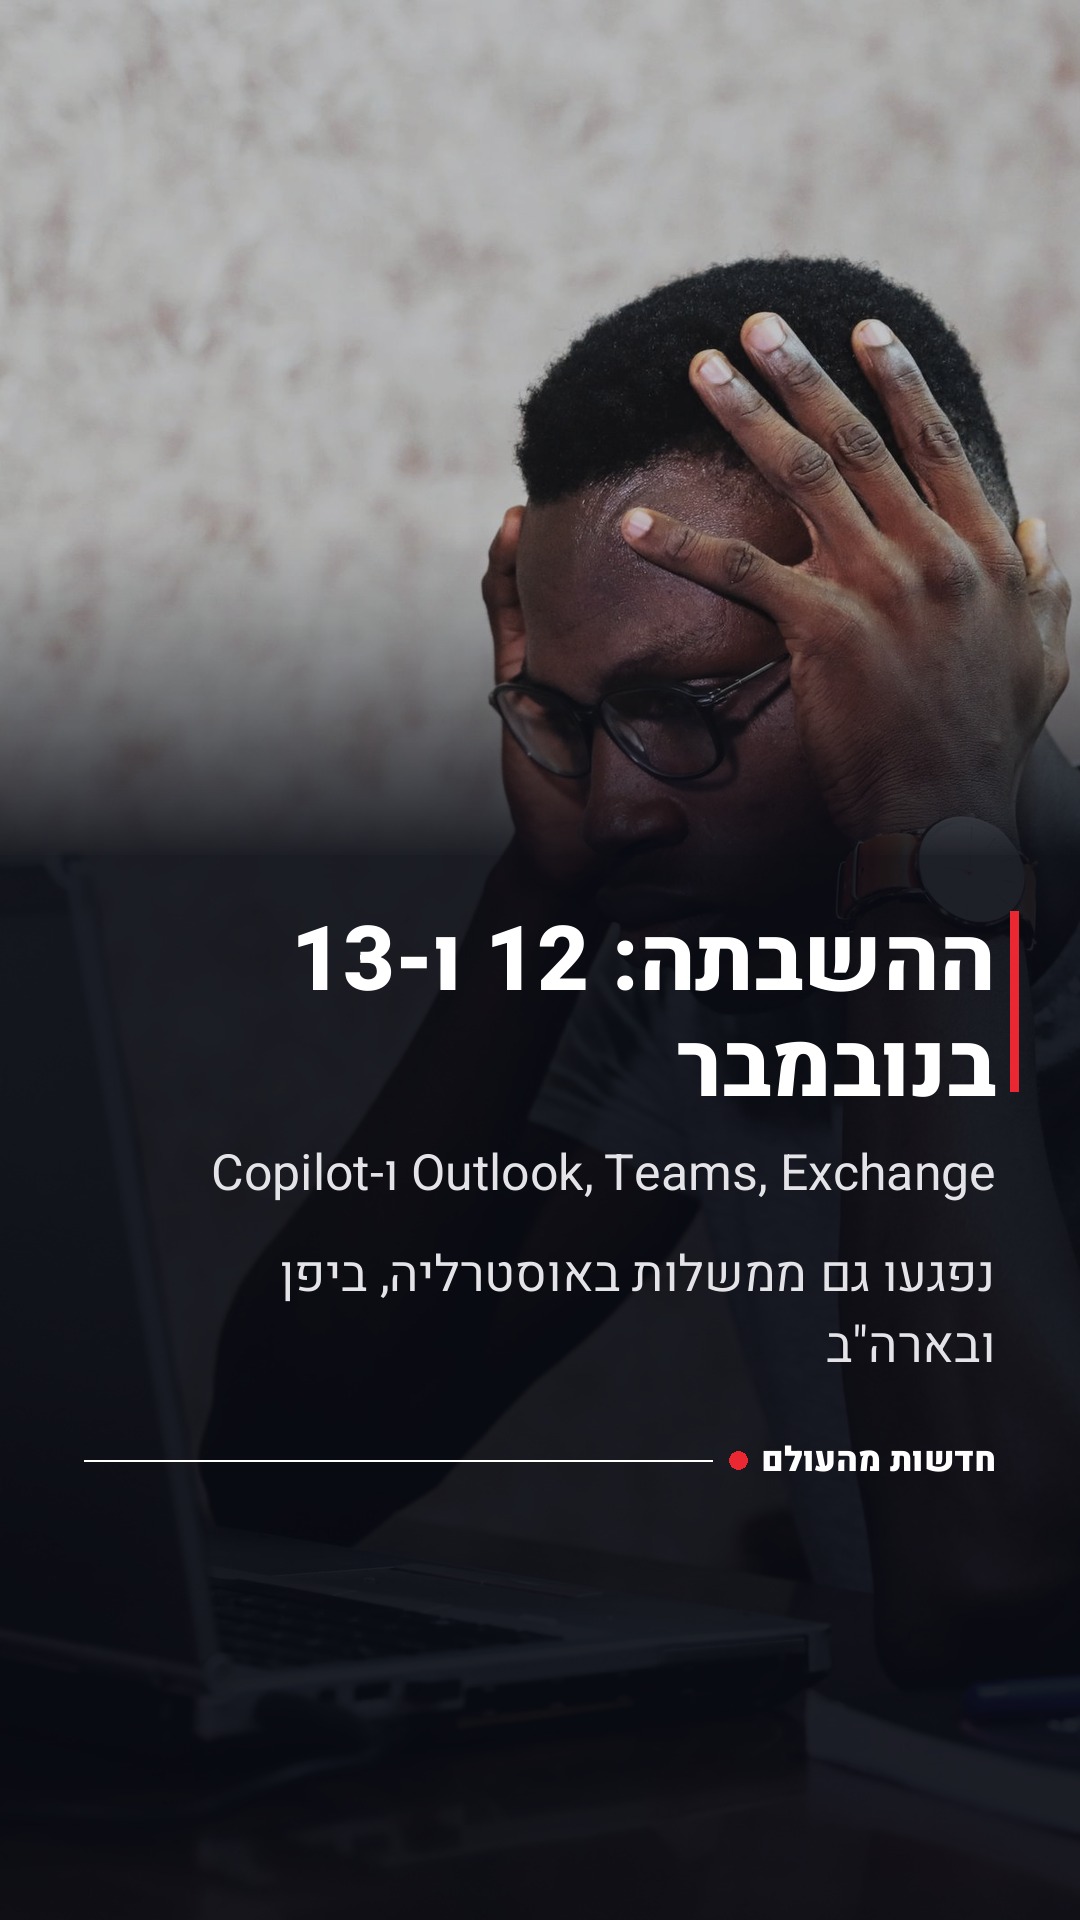 ההשבתה: 12 ו-13
בנובמבר
Outlook, Teams, Exchange ו-Copilot
נפגעו גם ממשלות באוסטרליה, ביפן
ובארה"ב
חדשות מהעולם